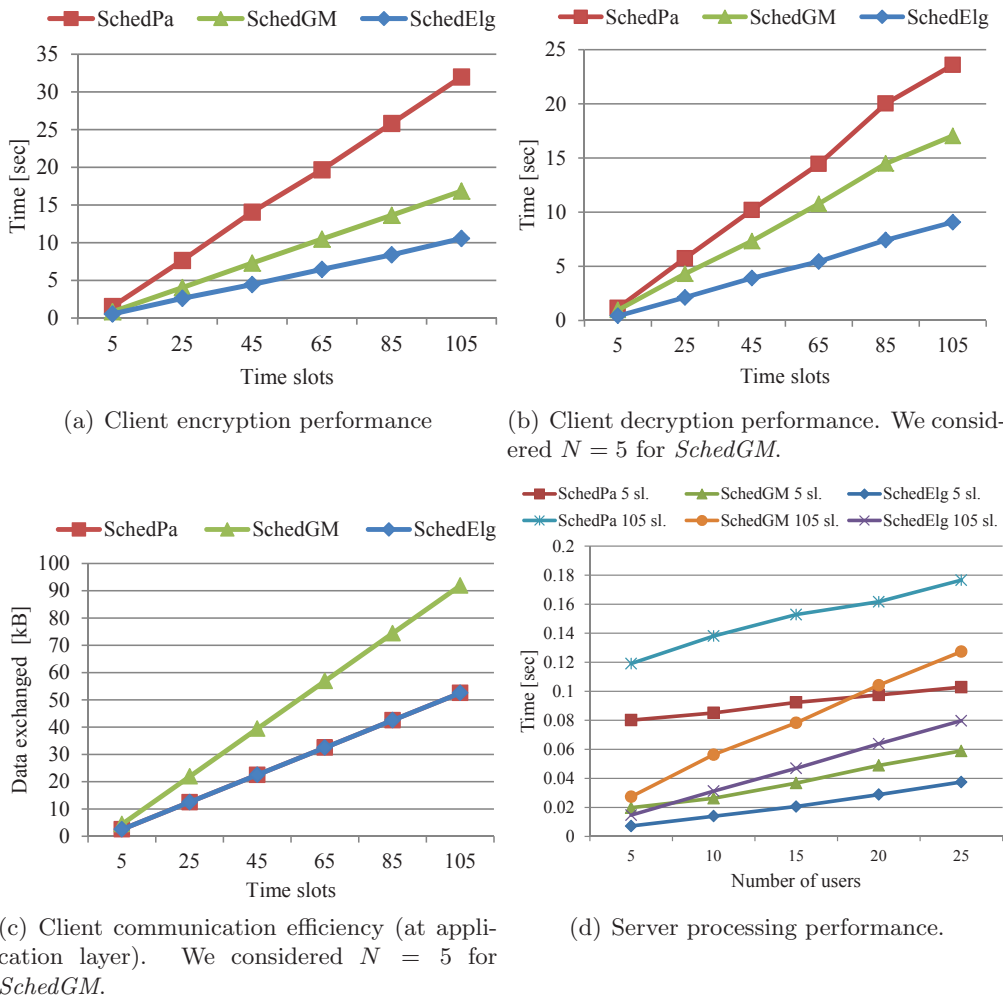 SchedPa SchedGM SchedElg
35
30
25
20
15
10
5
0
Time [sec]
5 25 45 65 85 105
Time slots
(a) Client encryption performance
SchedPa SchedGM SchedElg
25
20
15
10
5
0
Time [sec]
5 25 45 65 85 105
Time slots
(b) Client decryption performance. We consid-
ered N = 5 for SchedGM.
SchedPa SchedGM SchedElg
100
90
80
70
60
50
40
30
20
10
0
Data exchanged [kB]
5 25 45 65 85 105
Time slots
(c) Client communication efficiency (at appli-
cation layer). We considered N = 5 for
SchedGM.
SchedPa 5 sl. SchedGM 5 sl. SchedElg 5 sl.
SchedPa 105 sl. SchedGM 105 sl. SchedElg 105 sl.
0.2
0.18
0.16
0.14
0.12
0.1
0.08
0.06
0.04
0.02
0
Time [sec]
5 10 15 20 25
Number of users
(d) Server processing performance.